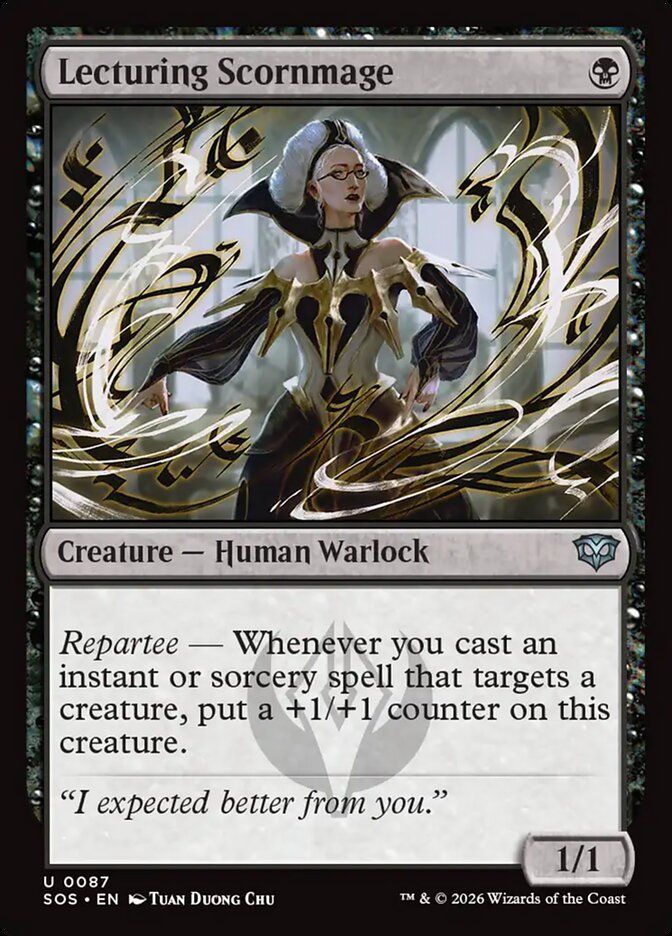 Lecturing Scornmage
Creature — Human Warlock
Repartee — Whenever you cast an
instant or sorcery spell that targets a
creature, put a +1/+1 counter on this
creature.
“I expected better from you.”
1/1
U 0087
SOS • EN Tuan Duong Chu
™ & © 2026 Wizards of the Coast